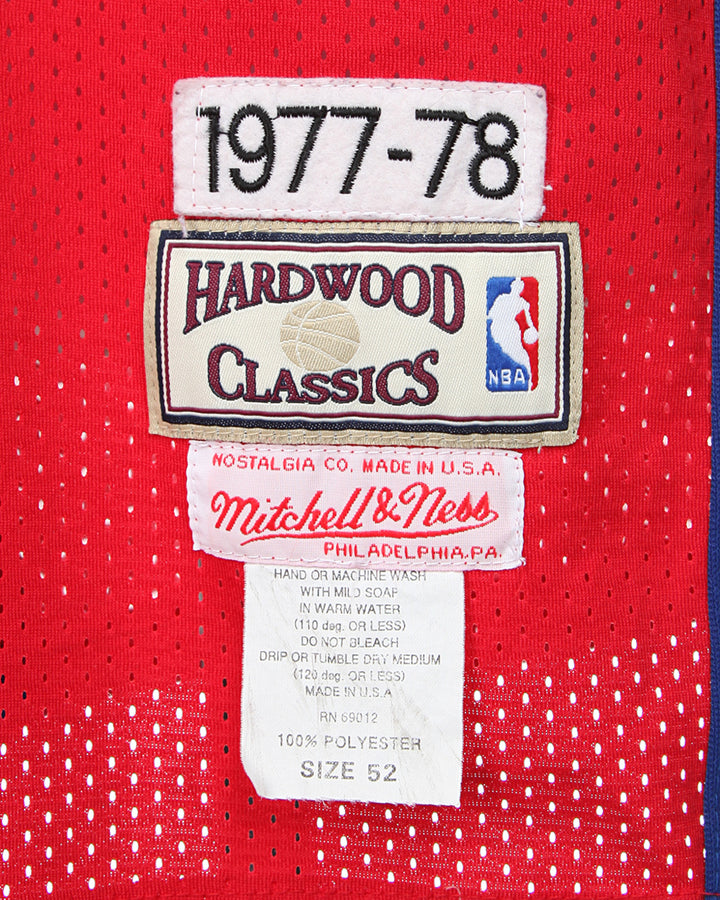 1977-78
HARDWOOD
CLASSICS
NBA
NOSTALGIA CO. MADE IN U.S.A.
Mitchell & Ness
PHILADELPHIA.PA.
HAND OR MACHINE WASH
WITH MILD SOAP
IN WARM WATER
(110 deg. OR LESS)
DO NOT BLEACH
DRIP OR TUMBLE DRY MEDIUM
(120 deg. OR LESS)
MADE IN U.S.A
RN 69012
100% POLYESTER
SIZE 52